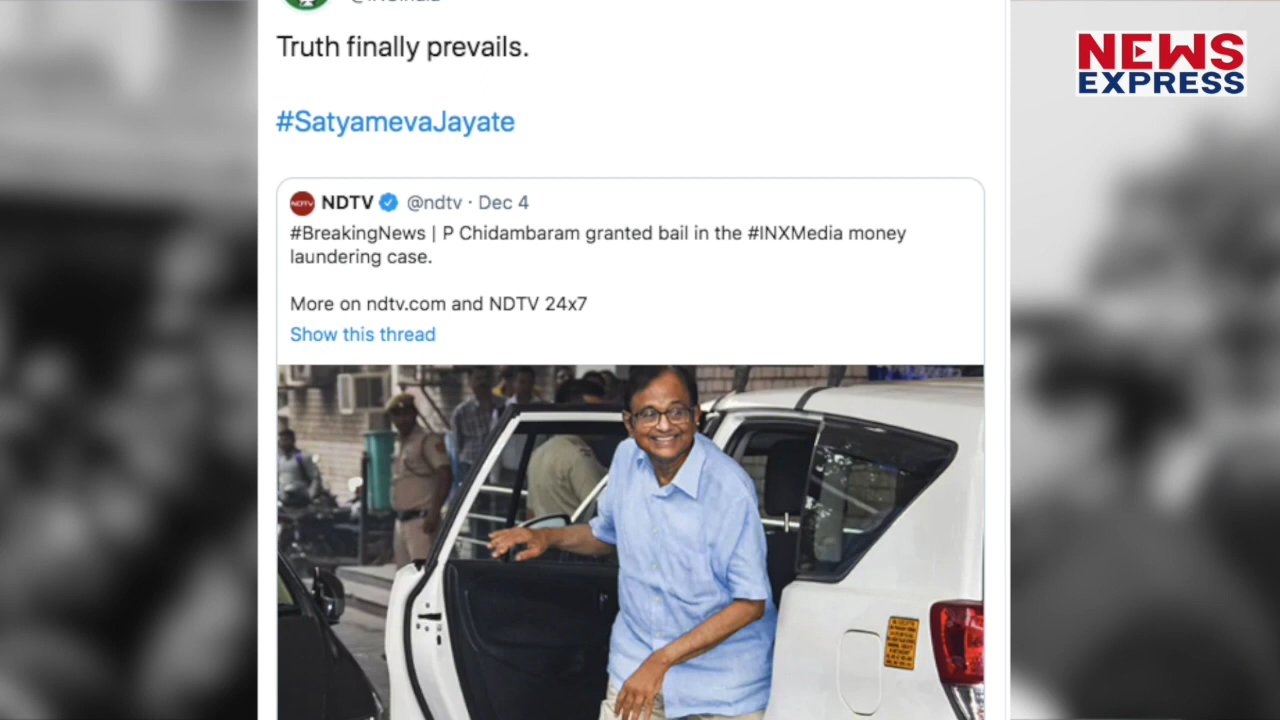 NEWS
EXPRESS
Truth finally prevails.
#SatyamevaJayate
NDTV @ndtv · Dec 4
#BreakingNews | P Chidambaram granted bail in the #INXMedia money
laundering case.
More on ndtv.com and NDTV 24x7
Show this thread